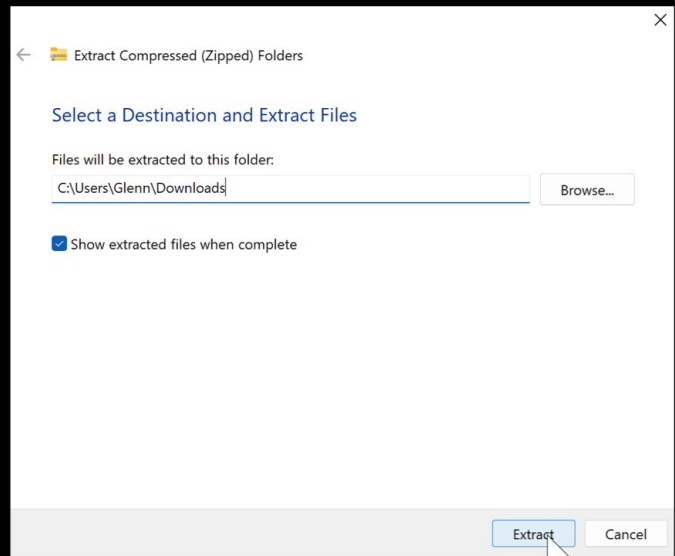 Extract Compressed (Zipped) Folders
Select a Destination and Extract Files
Files will be extracted to this folder:
C:\Users\Glenn\Downloads
Browse...
Show extracted files when complete
Extract
Cancel